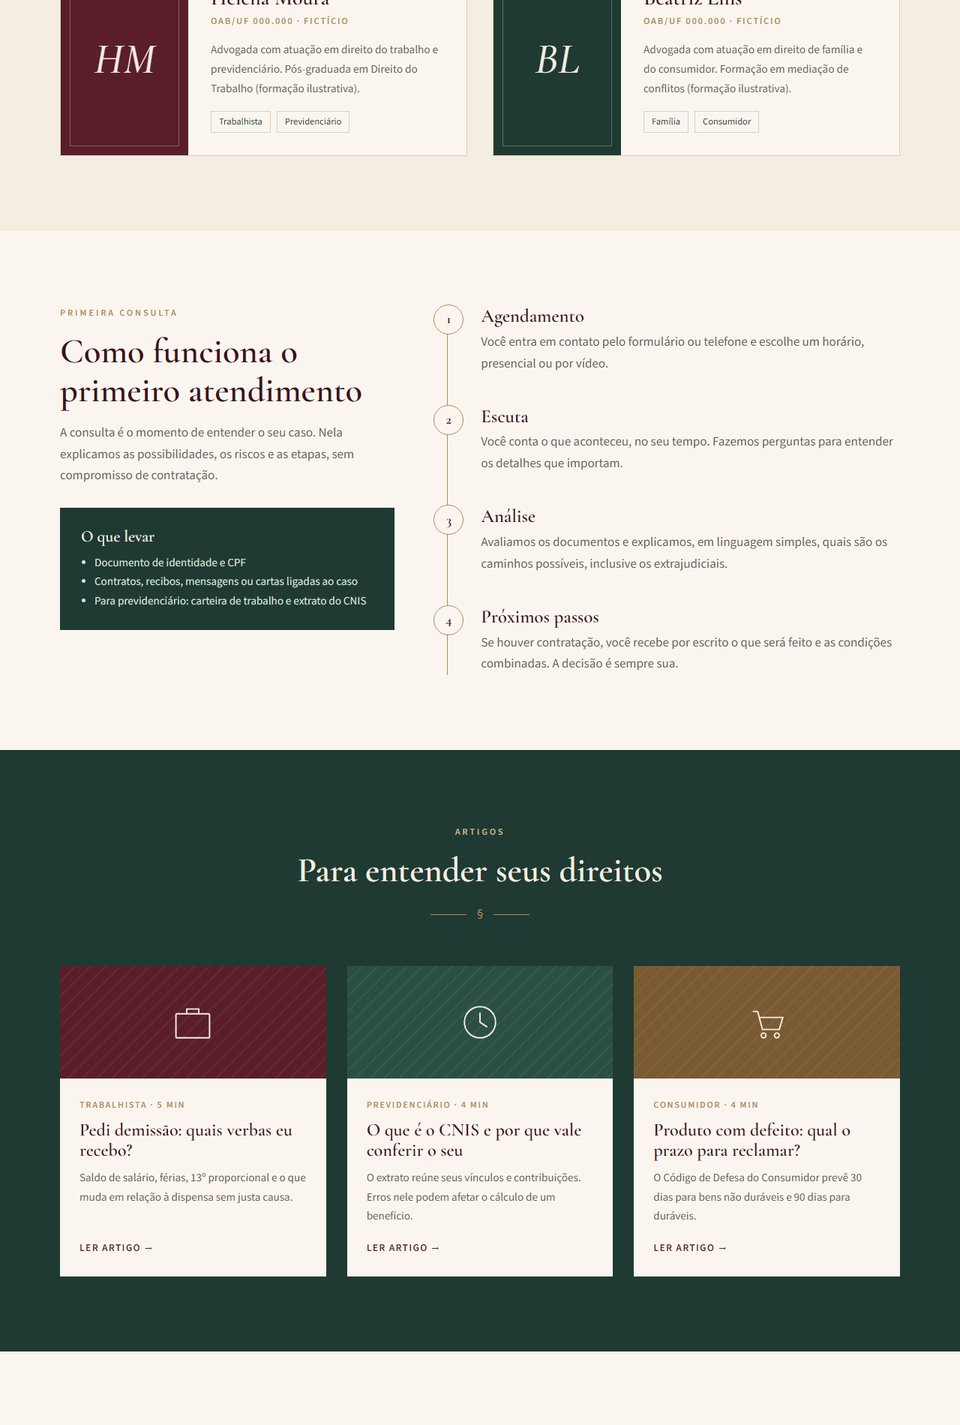 Helena Moura
OAB/UF 000.000 · FICTÍCIO
HM
Advogada com atuação em direito do trabalho e
previdenciário. Pós-graduada em Direito do
Trabalho (formação ilustrativa).
Trabalhista
Previdenciário
Beatriz Lins
OAB/UF 000.000 · FICTÍCIO
BL
Advogada com atuação em direito de família e
do consumidor. Formação em mediação de
conflitos (formação ilustrativa).
Família
Consumidor
PRIMEIRA CONSULTA
Como funciona o
primeiro atendimento
A consulta é o momento de entender o seu caso. Nela
explicamos as possibilidades, os riscos e as etapas, sem
compromisso de contratação.
O que levar
• Documento de identidade e CPF
• Contratos, recibos, mensagens ou cartas ligadas ao caso
• Para previdenciário: carteira de trabalho e extrato do CNIS
1
Agendamento
Você entra em contato pelo formulário ou telefone e escolhe um horário,
presencial ou por vídeo.
2
Escuta
Você conta o que aconteceu, no seu tempo. Fazemos perguntas para entender
os detalhes que importam.
3
Análise
Avaliamos os documentos e explicamos, em linguagem simples, quais são os
caminhos possíveis, inclusive os extrajudiciais.
4
Próximos passos
Se houver contratação, você recebe por escrito o que será feito e as condições
combinadas. A decisão é sempre sua.
ARTIGOS
Para entender seus direitos
§
TRABALHISTA · 5 MIN
Pedi demissão: quais verbas eu
recebo?
Saldo de salário, férias, 13º proporcional e o que
muda em relação à dispensa sem justa causa.
LER ARTIGO →
PREVIDENCIÁRIO · 4 MIN
O que é o CNIS e por que vale
conferir o seu
O extrato reúne seus vínculos e contribuições.
Erros nele podem afetar o cálculo de um
benefício.
LER ARTIGO →
CONSUMIDOR · 4 MIN
Produto com defeito: qual o
prazo para reclamar?
O Código de Defesa do Consumidor prevê 30
dias para bens não duráveis e 90 dias para
duráveis.
LER ARTIGO →